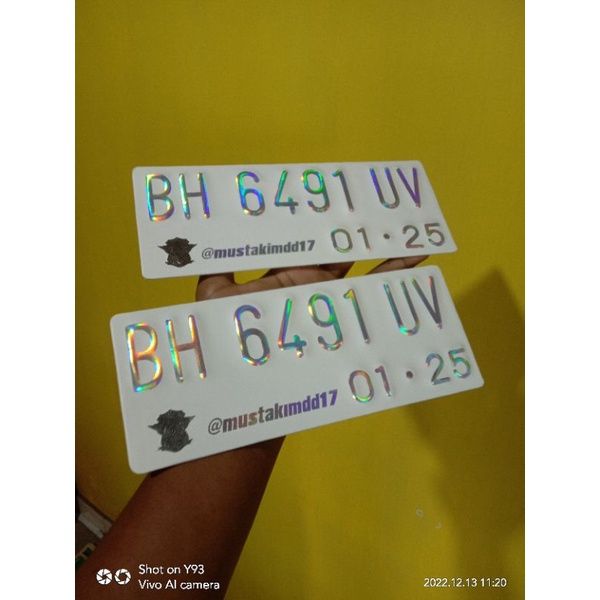 BH 6491 UV
@mustakimdd17 01 • 25
BH 6491 UV
@mustakimdd17 01 • 25
Shot on Y93
Vivo AI camera
2022.12.13 11:20